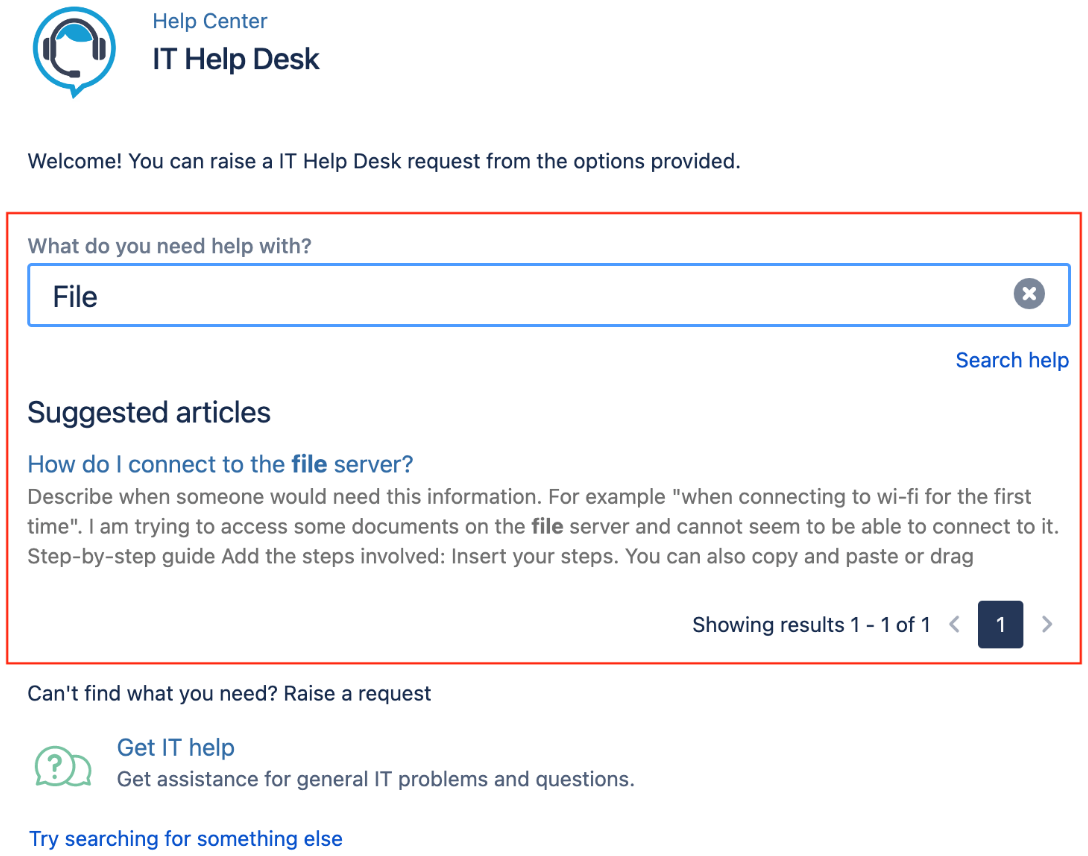 Help Center
IT Help Desk
Welcome! You can raise a IT Help Desk request from the options provided.
What do you need help with?
File
Search help
Suggested articles
How do I connect to the file server?
Describe when someone would need this information. For example "when connecting to wi-fi for the first
time". I am trying to access some documents on the file server and cannot seem to be able to connect to it.
Step-by-step guide Add the steps involved: Insert your steps. You can also copy and paste or drag
Showing results 1 - 1 of 1 < 1 >
Can't find what you need? Raise a request
?
Get IT help
Get assistance for general IT problems and questions.
Try searching for something else